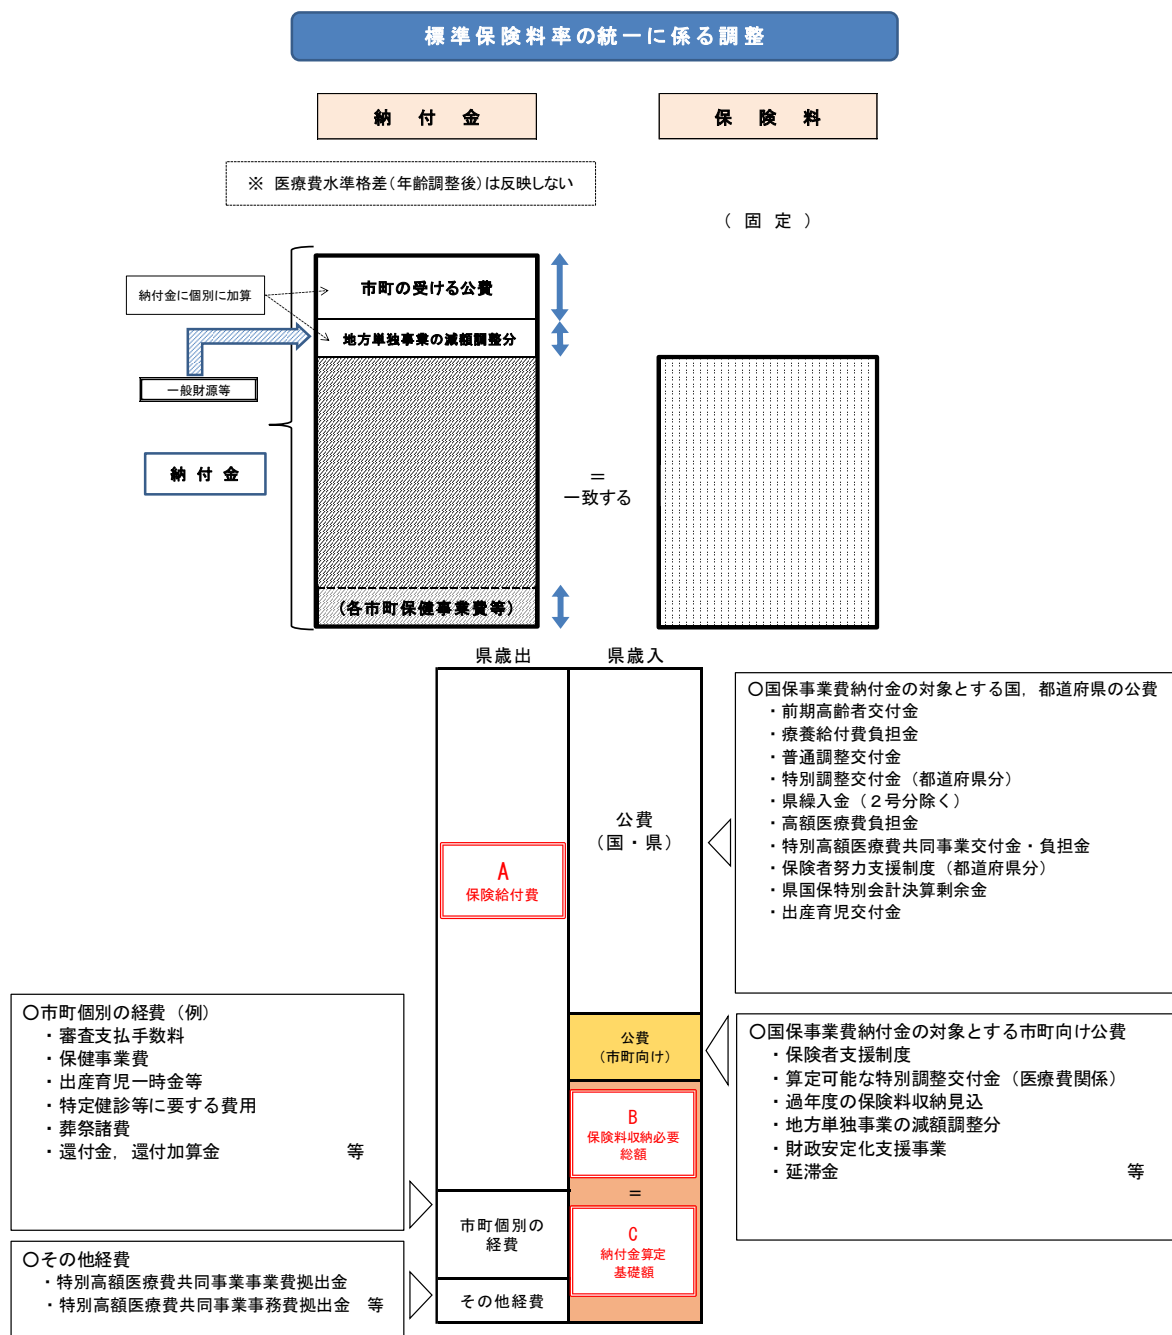 標準保険料率の統一に係る調整
納付金
保険料
※ 医療費水準格差(年齢調整後)は反映しない
(固定)
納付金に個別に加算
市町の受ける公費
地方単独事業の減額調整分
一般財源等
納付金
=
一致する
(各市町保健事業費等)
県歳出
県歳入
公費
(国・県)
A
保険給付費
○国保事業費納付金の対象とする国,都道府県の公費
・前期高齢者交付金
・療養給付費負担金
・普通調整交付金
・特別調整交付金(都道府県分)
・県繰入金(2号分除く)
・高額医療費負担金
・特別高額医療費共同事業交付金・負担金
・保険者努力支援制度(都道府県分)
・県国保特別会計決算剰余金
・出産育児交付金
○市町個別の経費(例)
・審査支払手数料
・保健事業費
・出産育児一時金等
・特定健診等に要する費用
・葬祭諸費
・還付金,還付加算金 等
公費
(市町向け)
○国保事業費納付金の対象とする市町向け公費
・保険者支援制度
・算定可能な特別調整交付金(医療費関係)
・過年度の保険料収納見込
・地方単独事業の減額調整分
・財政安定化支援事業
・延滞金 等
B
保険料収納必要
総額
=
C
納付金算定
基礎額
市町個別の
経費
○その他経費
・特別高額医療費共同事業事業費拠出金
・特別高額医療費共同事業事務費拠出金 等
その他経費